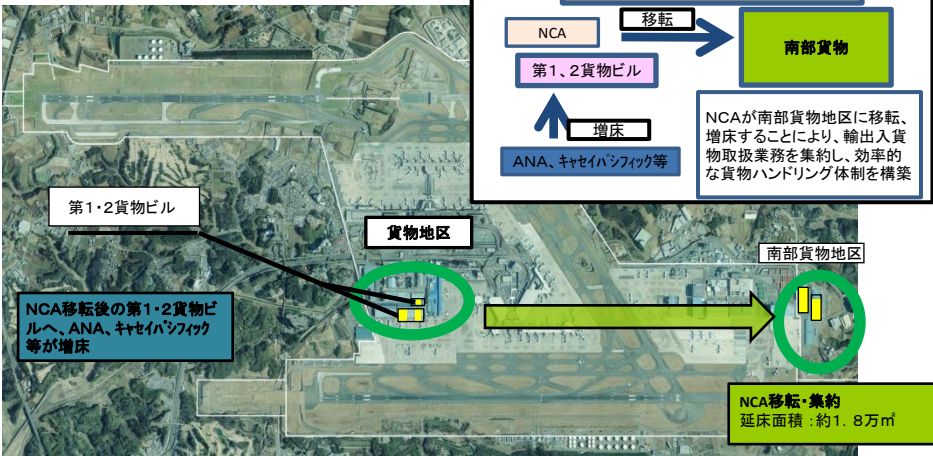 移転
NCA
南部貨物
第1、2貨物ビル
増床
ANA、キャセイパシフィック等
NCAが南部貨物地区に移転、
増床することにより、輸出入貨
物取扱業務を集約し、効率的
な貨物ハンドリング体制を構築
第1・2貨物ビル
貨物地区
南部貨物地区
NCA移転後の第1・2貨物ビ
ルへ、ANA、キャセイパシフィック
等が増床
NCA移転・集約
延床面積：約1．8万㎡